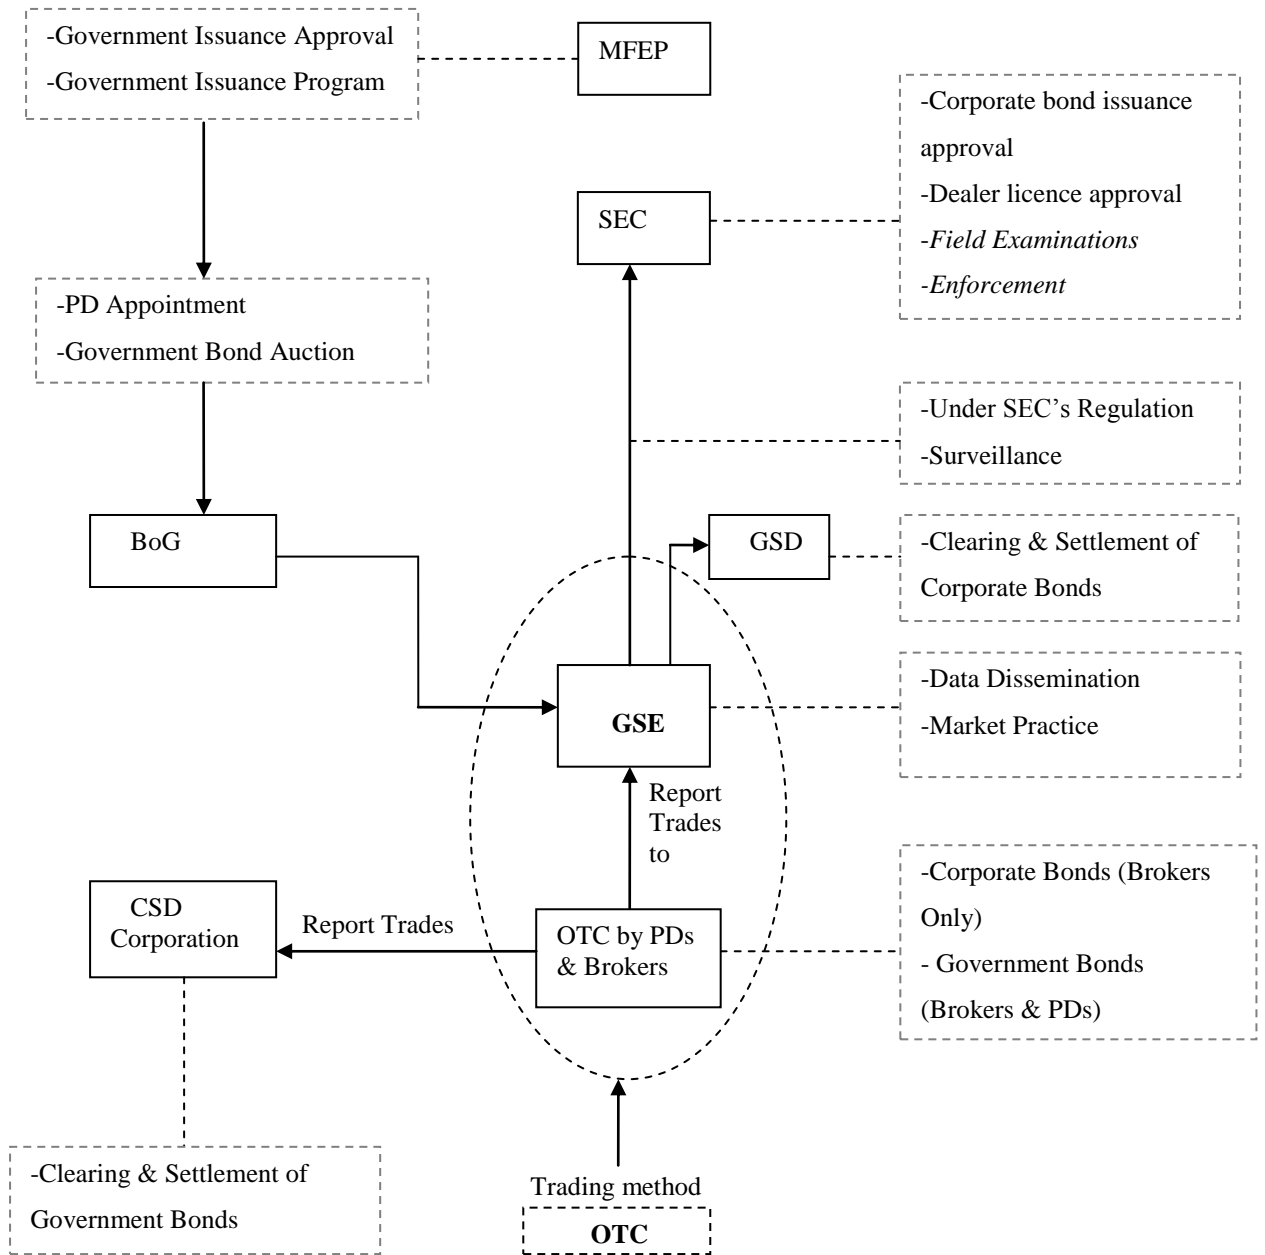 -Government Issuance Approval
-Government Issuance Program
MFEP
-Corporate bond issuance
approval
-Dealer licence approval
-Field Examinations
-Enforcement
SEC
-PD Appointment
-Government Bond Auction
-Under SEC’s Regulation
-Surveillance
BoG
GSD
-Clearing & Settlement of
Corporate Bonds
GSE
-Data Dissemination
-Market Practice
Report
Trades
to
CSD
Corporation
Report Trades
OTC by PDs
& Brokers
-Corporate Bonds (Brokers
Only)
- Government Bonds
(Brokers & PDs)
-Clearing & Settlement of
Government Bonds
Trading method
OTC